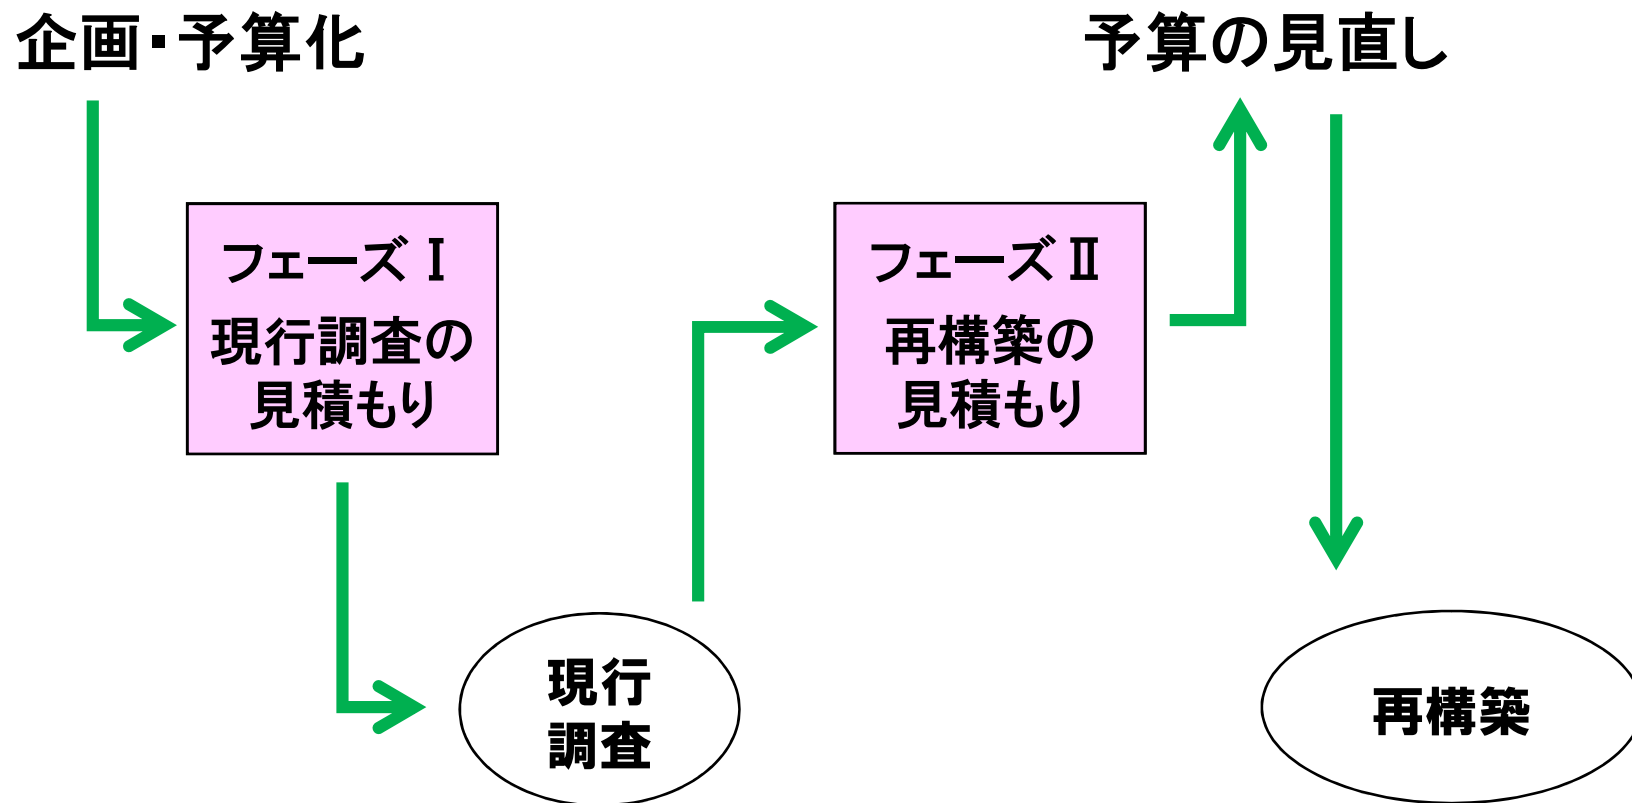 企画・予算化
予算の見直し
フェーズⅠ
現行調査の
見積もり
フェーズⅡ
再構築の
見積もり
現行
調査
再構築